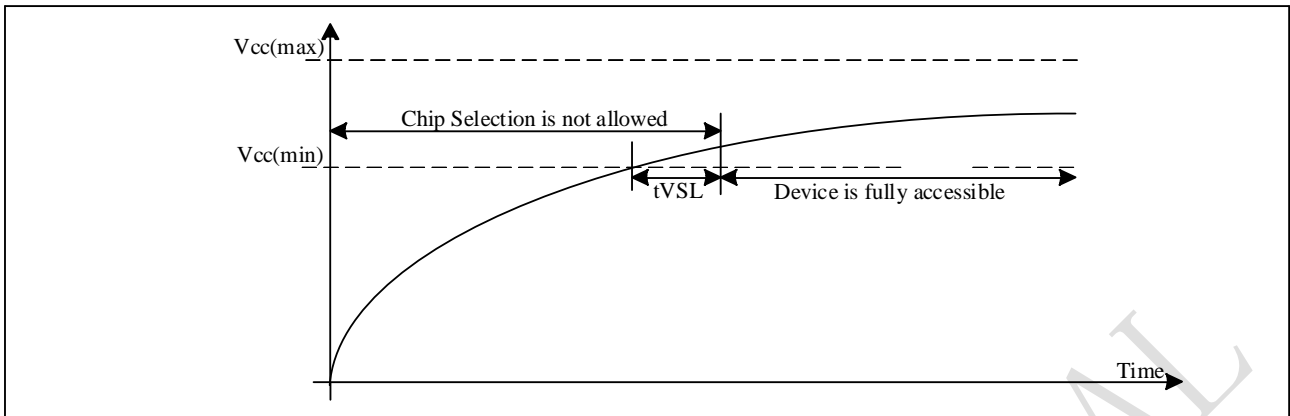 Vcc(max)
Chip Selection is not allowed
Vcc(min)
tVSL
Device is fully accessible
Time